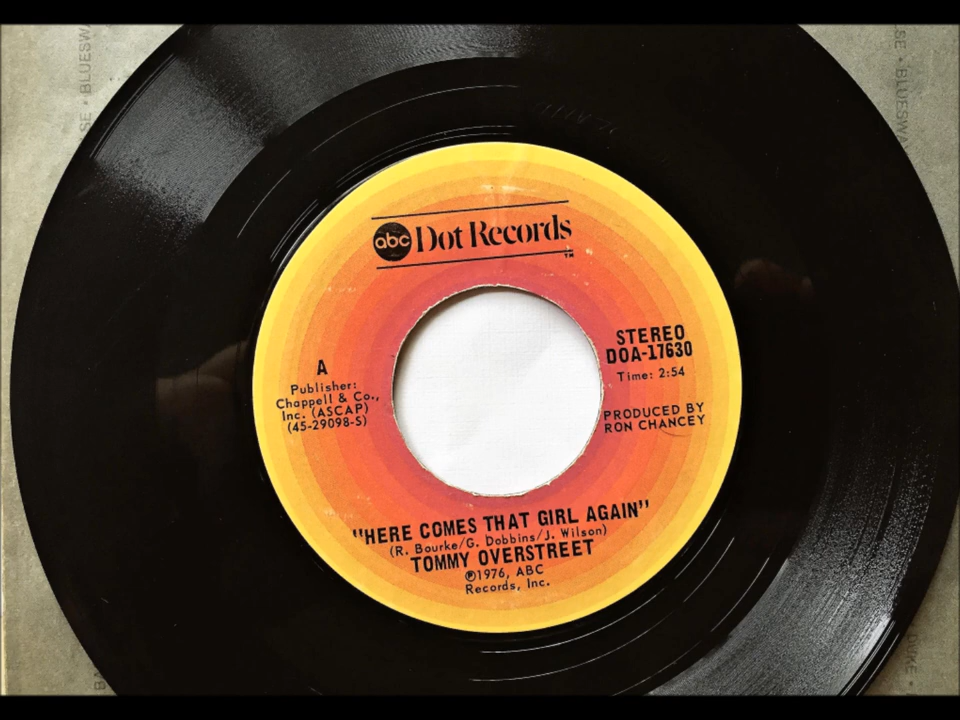 abc Dot Records
TM
STEREO
DOA-17630
Time: 2:54
PRODUCED BY
RON CHANCEY
A
Publisher:
Chappell & Co.,
Inc. (ASCAP)
(45-29098-S)
"HERE COMES THAT GIRL AGAIN"
(R. Bourke/G. Dobbins/J. Wilson)
TOMMY OVERSTREET
℗1976, ABC
Records, Inc.